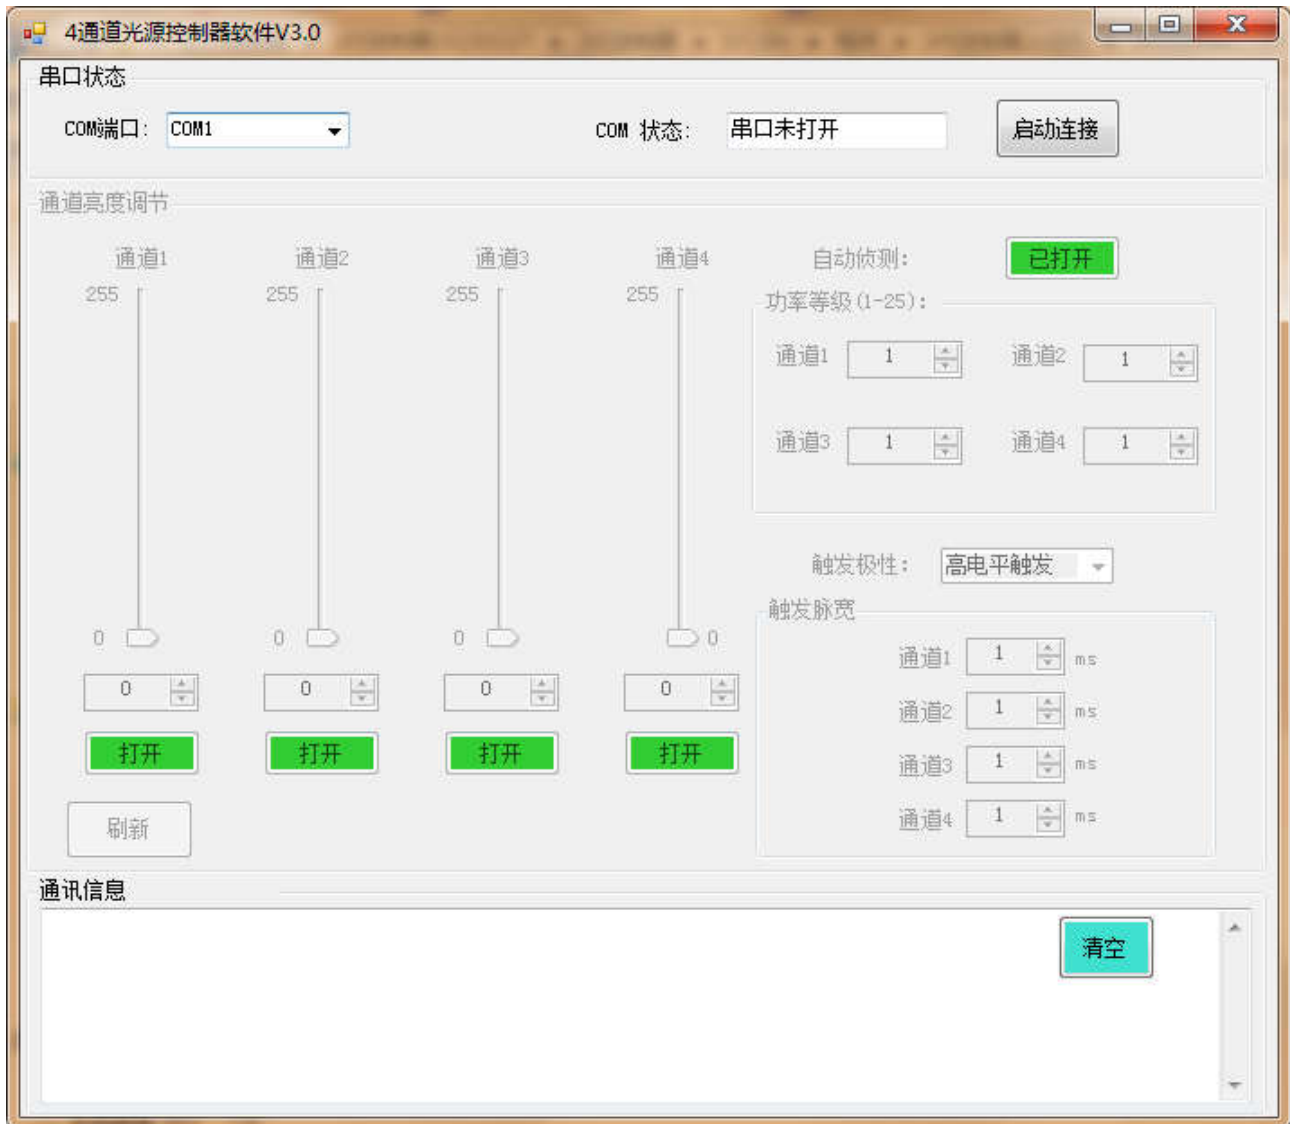 4通道光源控制器软件V3.0
串口状态
COM端口: COM1 COM 状态: 串口未打开 启动连接
通道亮度调节
通道1 通道2 通道3 通道4 自动侦测: 已打开
255 255 255 255 功率等级(1-25):
通道1 1 通道2 1
通道3 1 通道4 1
触发极性: 高电平触发
触发脉宽
0 0 0 0
通道1 1 ms
0 0 0 0
通道2 1 ms
打开 打开 打开 打开
通道3 1 ms
刷新
通道4 1 ms
通讯信息
清空